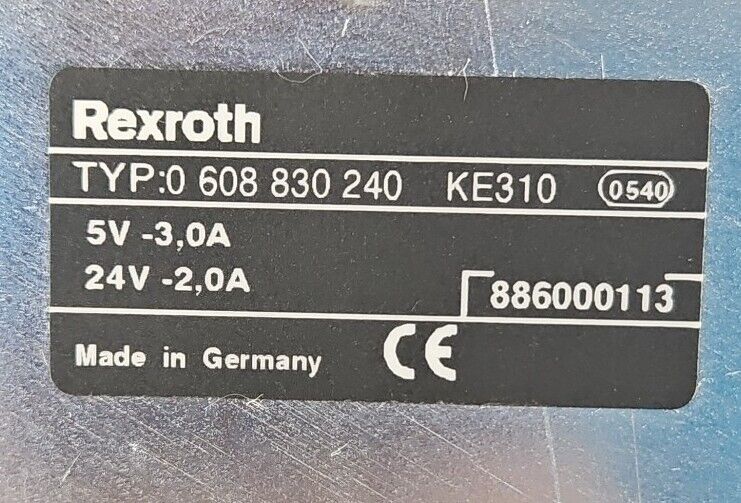 Rexroth
TYP:0 608 830 240 KE310 0540
5V -3,0A
24V -2,0A
886000113
Made in Germany CE